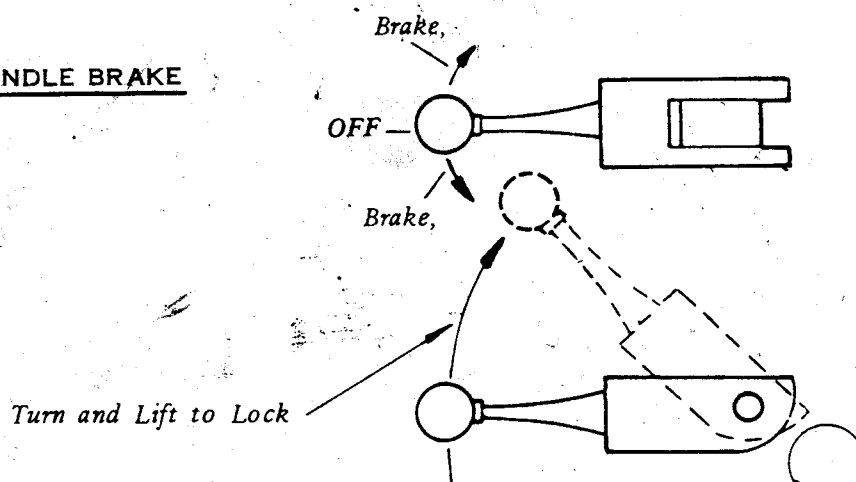 Brake,
NDLE BRAKE
OFF
Brake,
Turn and Lift to Lock